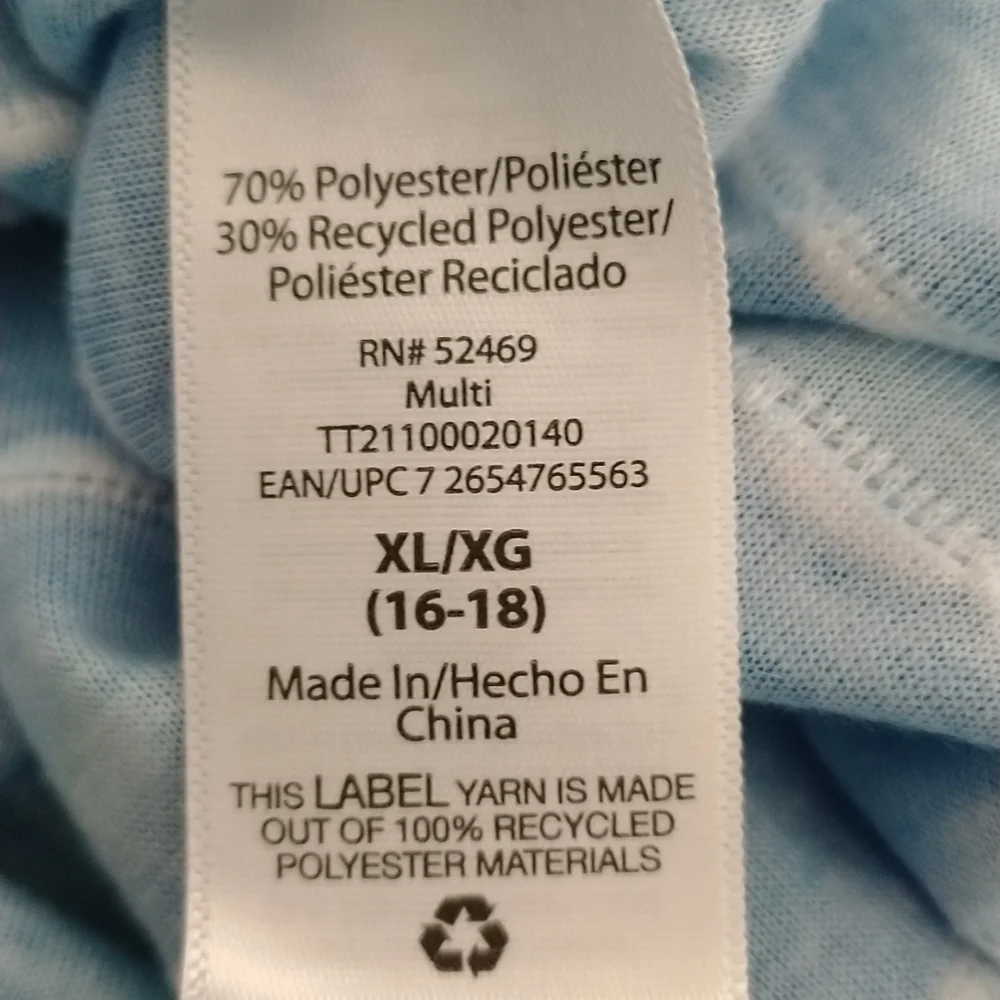 70% Polyester/Poliéster
30% Recycled Polyester/
Poliéster Reciclado
RN# 52469
Multi
TT21100020140
EAN/UPC 7 2654765563
XL/XG
(16-18)
Made In/Hecho En
China
THIS LABEL YARN IS MADE
OUT OF 100% RECYCLED
POLYESTER MATERIALS